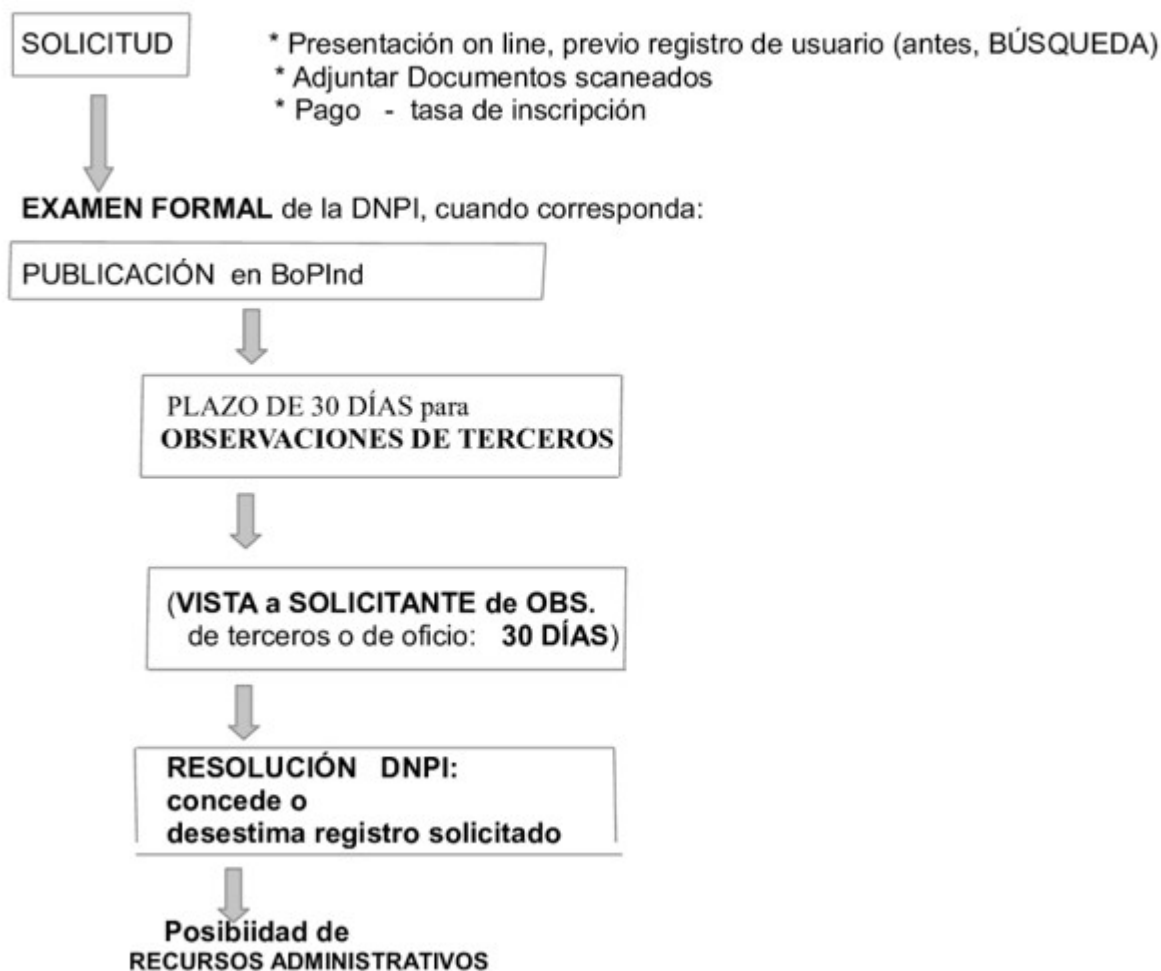 SOLICITUD
* Presentación on line, previo registro de usuario (antes, BÚSQUEDA)
* Adjuntar Documentos scaneados
* Pago - tasa de inscripción
EXAMEN FORMAL de la DNPI, cuando corresponda:
PUBLICACIÓN en BoPInd
PLAZO DE 30 DÍAS para
OBSERVACIONES DE TERCEROS
(VISTA a SOLICITANTE de OBS.
de terceros o de oficio: 30 DÍAS)
RESOLUCIÓN DNPI:
concede o
desestima registro solicitado
Posibiidad de
RECURSOS ADMINISTRATIVOS